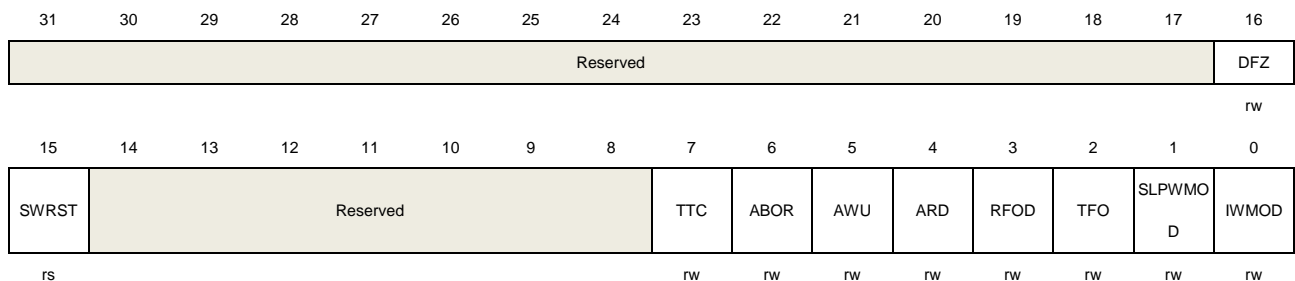 31 30 29 28 27 26 25 24 23 22 21 20 19 18 17 16
Reserved DFZ
rw
15 14 13 12 11 10 9 8 7 6 5 4 3 2 1 0
SWRST Reserved TTC ABOR AWU ARD RFOD TFO SLPWMO IWMOD
D
rs rw rw rw rw rw rw rw rw